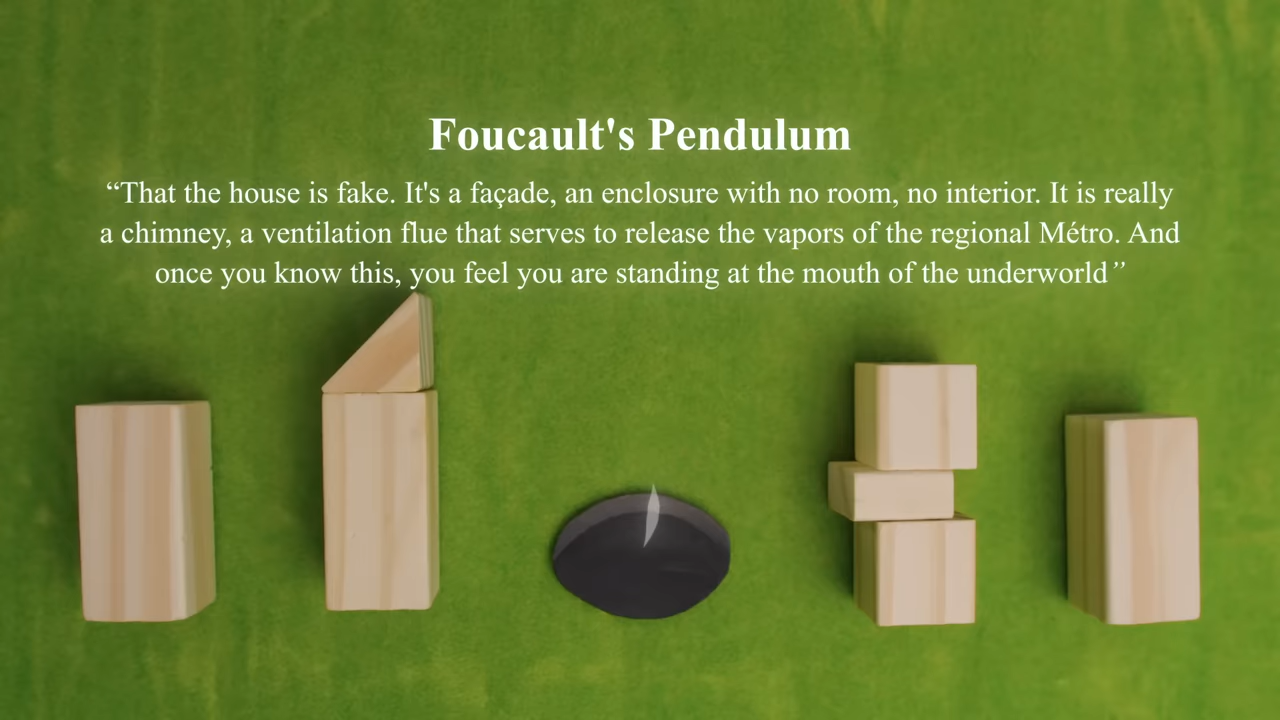 Foucault's Pendulum
“That the house is fake. It's a façade, an enclosure with no room, no interior. It is really
a chimney, a ventilation flue that serves to release the vapors of the regional Métro. And
once you know this, you feel you are standing at the mouth of the underworld”